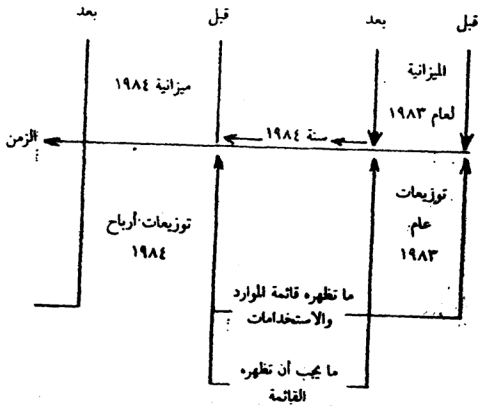 قبل
بعد
قبل
بعد
الميزانية
لعام ١٩٨٣
ميزانية ١٩٨٤
سنة ١٩٨٤
الزمن
توزيعات
عام
١٩٨٣
توزيعات أرباح
١٩٨٤
ما تظهره قائمة الموارد
والاستخدامات
ما يجب أن تظهره
القائمة